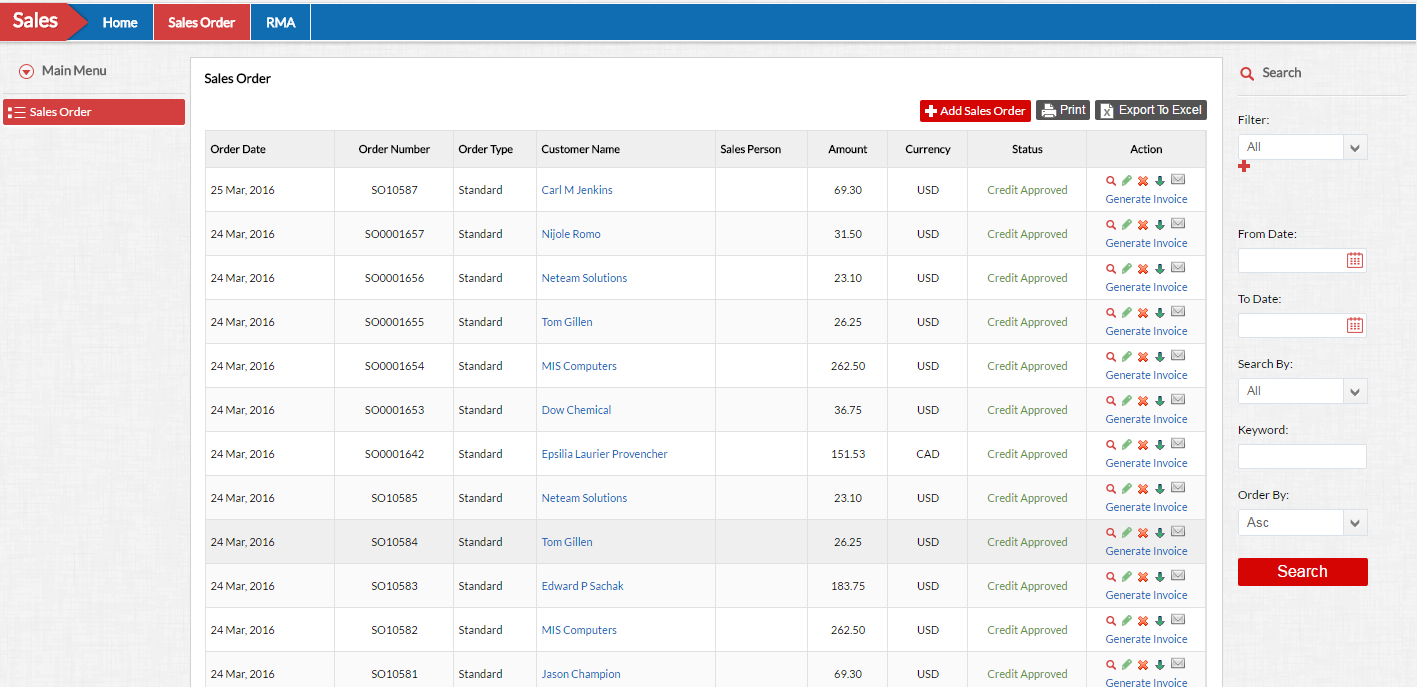 Sales Home Sales Order RMA
Main Menu
Sales Order
Sales Order
Add Sales Order Print Export To Excel
Order Date Order Number Order Type Customer Name Sales Person Amount Currency Status Action
25 Mar, 2016 SO10587 Standard Carl M Jenkins 69.30 USD Credit Approved
Generate Invoice
24 Mar, 2016 SO0001657 Standard Nijole Romo 31.50 USD Credit Approved
Generate Invoice
24 Mar, 2016 SO0001656 Standard Neteam Solutions 23.10 USD Credit Approved
Generate Invoice
24 Mar, 2016 SO0001655 Standard Tom Gillen 26.25 USD Credit Approved
Generate Invoice
24 Mar, 2016 SO0001654 Standard MIS Computers 262.50 USD Credit Approved
Generate Invoice
24 Mar, 2016 SO0001653 Standard Dow Chemical 36.75 USD Credit Approved
Generate Invoice
24 Mar, 2016 SO0001642 Standard Epsilia Laurier Provencher 151.53 CAD Credit Approved
Generate Invoice
24 Mar, 2016 SO10585 Standard Neteam Solutions 23.10 USD Credit Approved
Generate Invoice
24 Mar, 2016 SO10584 Standard Tom Gillen 26.25 USD Credit Approved
Generate Invoice
24 Mar, 2016 SO10583 Standard Edward P Sachak 183.75 USD Credit Approved
Generate Invoice
24 Mar, 2016 SO10582 Standard MIS Computers 262.50 USD Credit Approved
Generate Invoice
24 Mar, 2016 SO10581 Standard Jason Champion 69.30 USD Credit Approved
Generate Invoice
Search
Filter:
All
From Date:
To Date:
Search By:
All
Keyword:
Order By:
Asc
Search